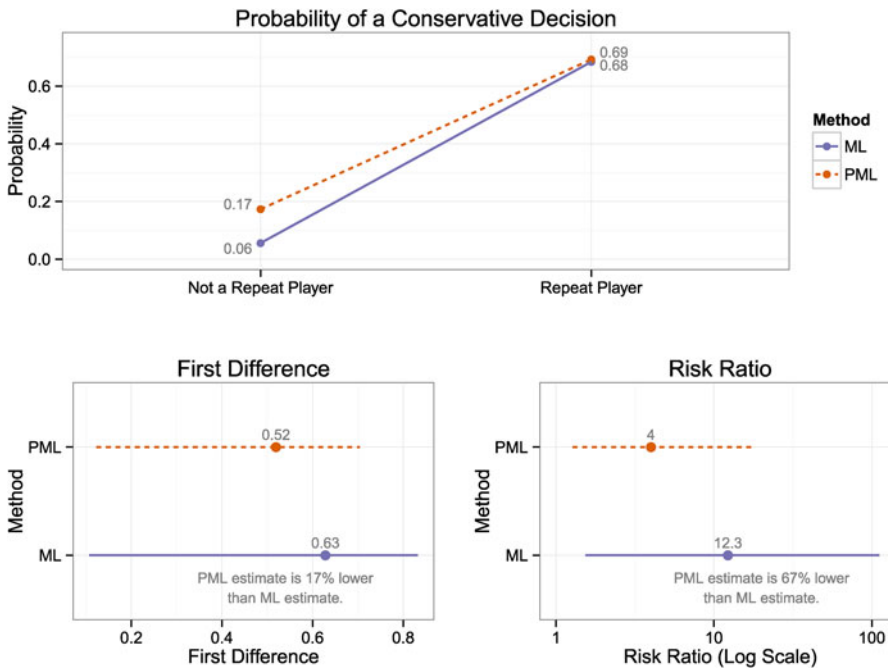 Probability of a Conservative Decision
Probability
0.6
0.4
0.2
0.0
0.69
0.68
0.17
0.06
Not a Repeat Player
Repeat Player
Method
ML
PML
First Difference
Method
PML
ML
0.52
0.63
PML estimate is 17% lower
than ML estimate.
0.2
0.4
0.6
0.8
First Difference
Risk Ratio
Method
PML
ML
4
12.3
PML estimate is 67% lower
than ML estimate.
1
10
100
Risk Ratio (Log Scale)